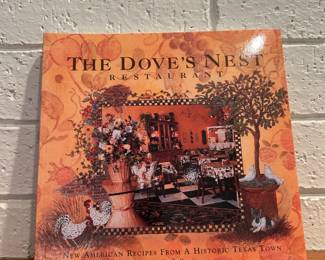 THE DOVE'S NEST
RESTAURANT
NEW AMERICAN RECIPES FROM A HISTORIC TEXAS TOWN